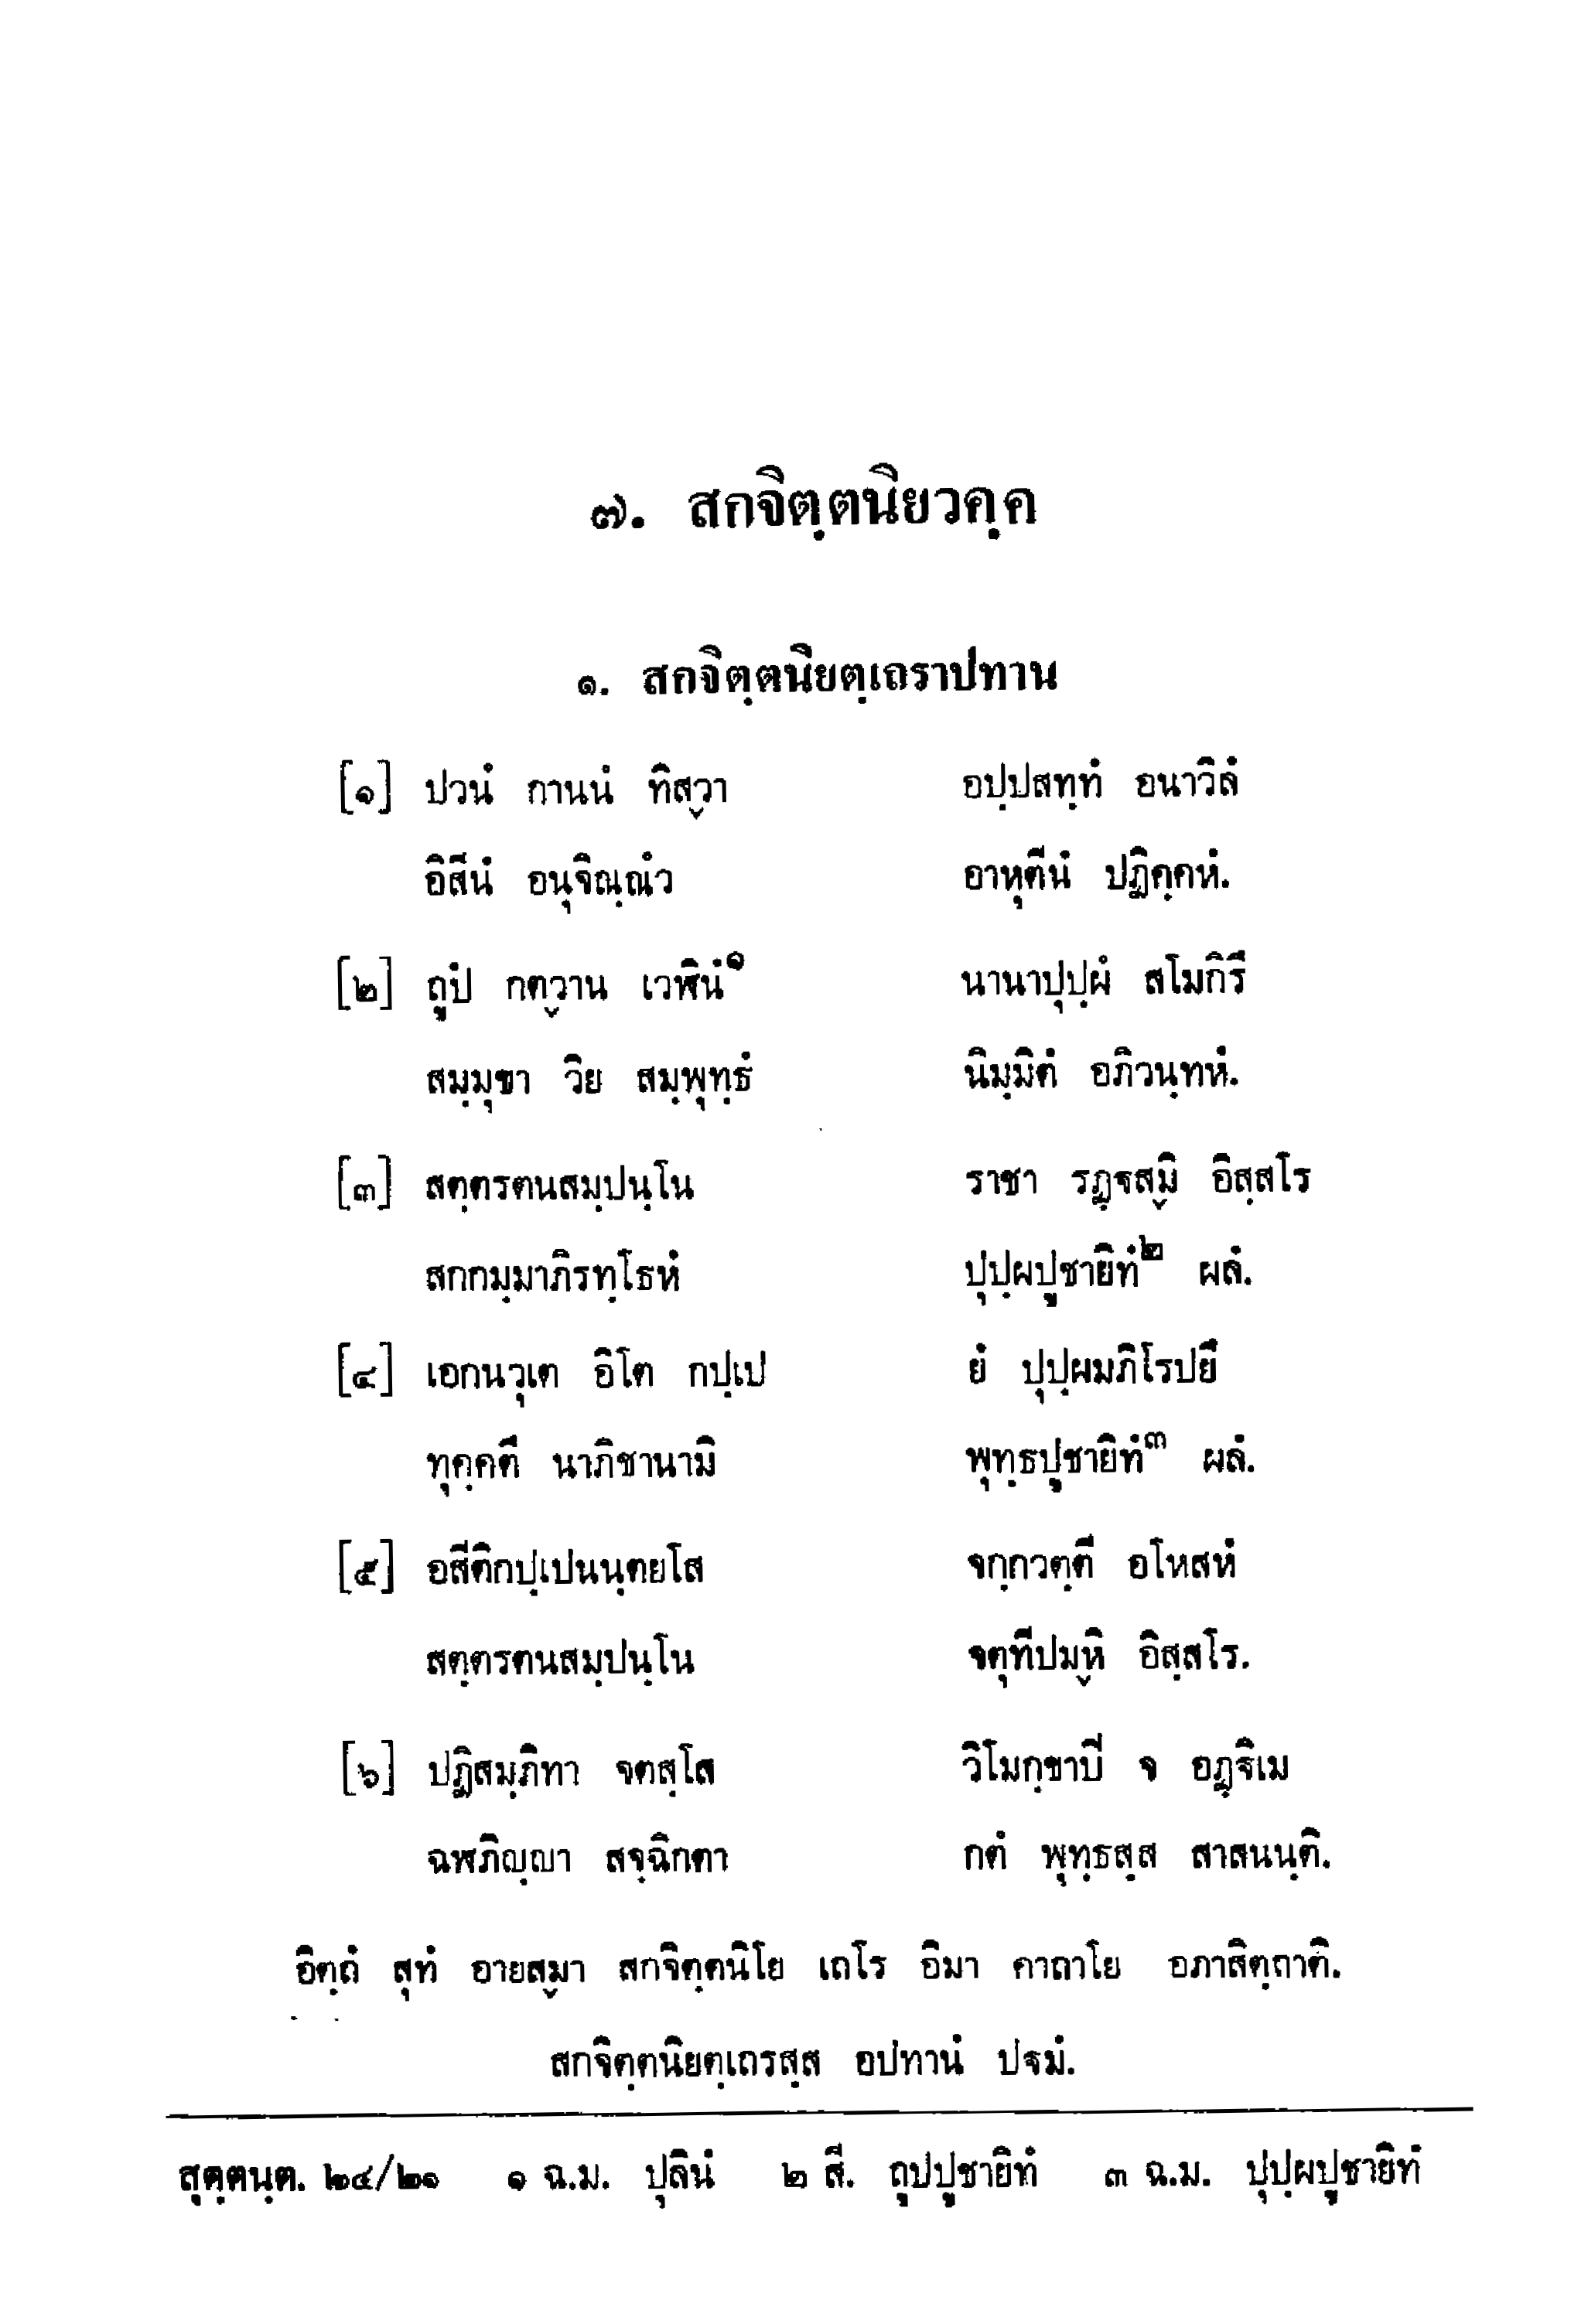 ๗. สกจิตฺตนิยวคฺค
๑. สกจิตฺตนิยตฺเถราปทาน
[๑] ปวนํ กานนํ ทิสฺวา อปฺปสทฺทํ อนาวิลํ
อิสีนํ อนุจิณฺณํว อาหุตีนํ ปฏิคฺคหํ.
[๒] ถูปํ กตฺวาน เวฬินํ๑ นานาปุปฺผํ สโมกิรึ
สมฺมุขา วิย สมฺพุทฺธํ นิมฺมิตํ อภิวนฺทหํ.
[๓] สตฺตรตนสมฺปนฺโน ราชา รฏฺฐสฺมิ อิสฺสโร
สกกมฺมาภิรทฺโธหํ ปุปฺผปูชายิทํ๒ ผลํ.
[๔] เอกนวุเต อิโต กปฺเป ยํ ปุปฺผมภิโรปยึ
ทุคฺคตึ นาภิชานามิ พุทฺธปูชายิทํ๓ ผลํ.
[๕] อสีติกปฺเปนนฺตยโส จกฺกวตฺตี อโหสหํ
สตฺตรตนสมฺปนฺโน จตุทีปมฺหิ อิสฺสโร.
[๖] ปฏิสมฺภิทา จตสฺโส วิโมกฺขาปิ จ อฏฺฐิเม
ฉฬภิญฺญา สจฺฉิกตา กตํ พุทฺธสฺส สาสนนฺติ.
อิตฺถํ สุทํ อายสฺมา สกจิตฺตนิโย เถโร อิมา คาถาโย อภาสิตฺถาติ.
สกจิตฺตนิยตฺเถรสฺส อปทานํ ปฐมํ.
สุตฺตนฺต. ๒๔/๒๑ ๑ ฉ.ม. ปุลินํ ๒ สี. ถูปปูชายิทํ ๓ ฉ.ม. ปุปฺผปูชายิทํ